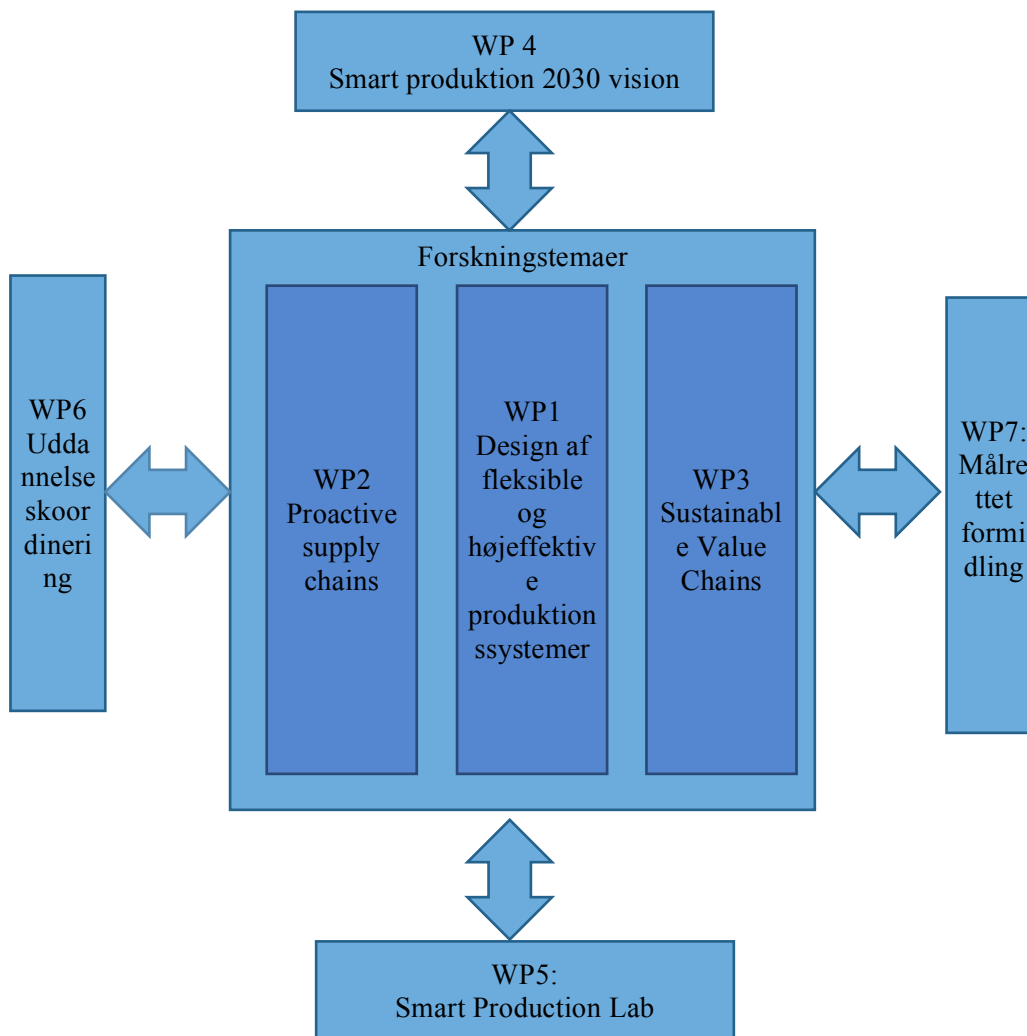 WP 4
Smart produktion 2030 vision
Forskningstemaer
WP6
Udda
nnelse
skoor
dineri
ng
WP2
Proactive
supply
chains
WP1
Design af
fleksible
og
højeffektiv
e
produktion
ssystemer
WP3
Sustainabl
e Value
Chains
WP7:
Målre
ttet
formi
dling
WP5:
Smart Production Lab